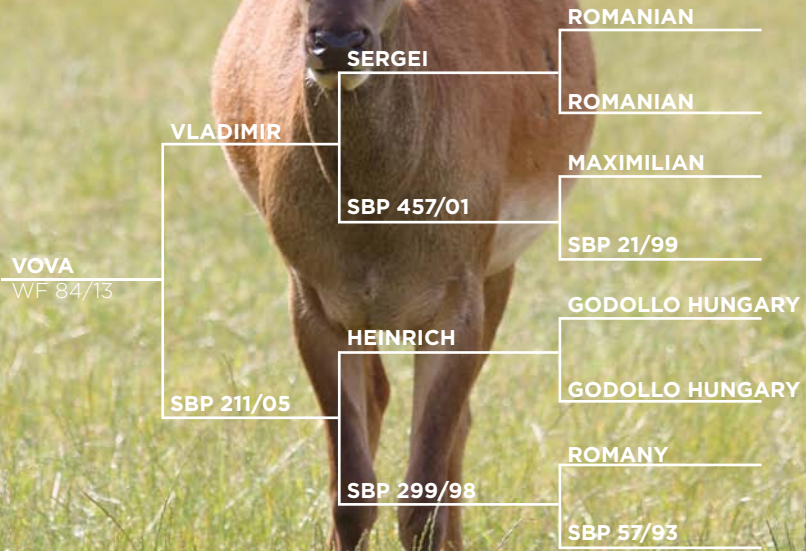 ROMANIAN
SERGEI
ROMANIAN
VLADIMIR
MAXIMILIAN
SBP 457/01
SBP 21/99
VOVA
WF 84/13
GODOLLO HUNGARY
HEINRICH
GODOLLO HUNGARY
SBP 211/05
ROMANY
SBP 299/98
SBP 57/93